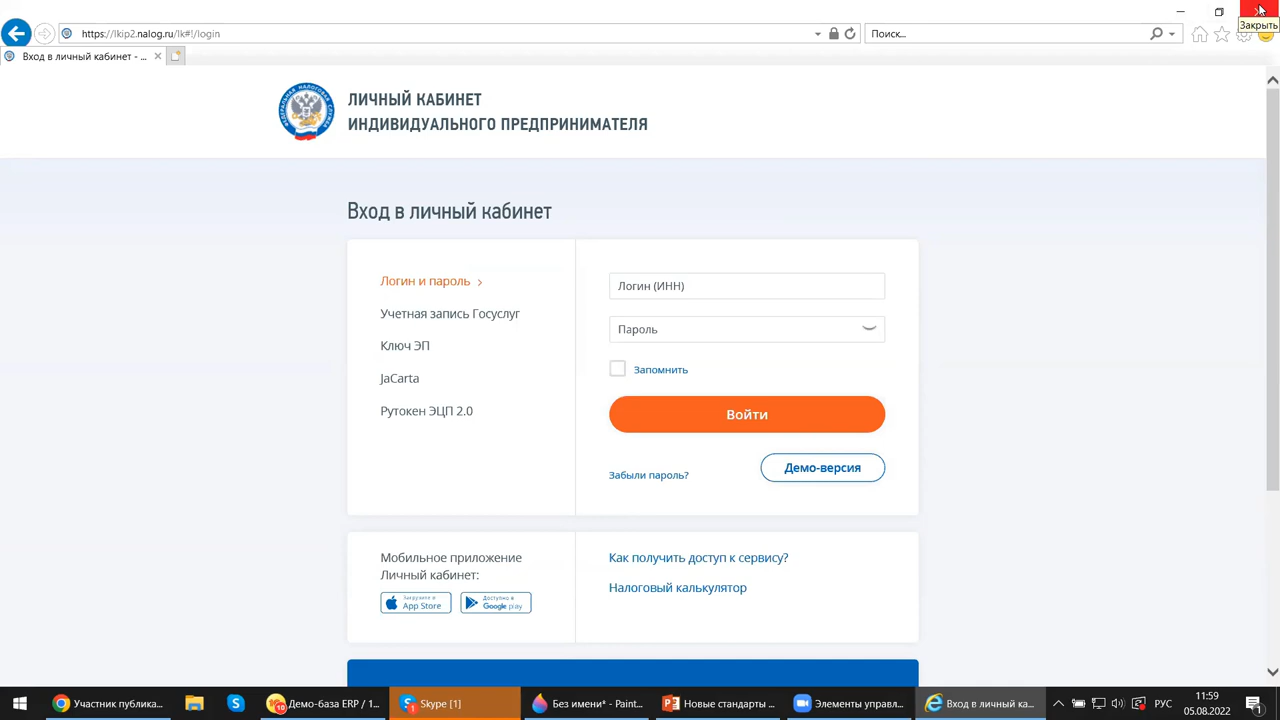 Закрыть
https://lkip2.nalog.ru/lk#!/login
Поиск...
Вход в личный кабинет - ...
ЛИЧНЫЙ КАБИНЕТ
ИНДИВИДУАЛЬНОГО ПРЕДПРИНИМАТЕЛЯ
Вход в личный кабинет
Логин и пароль
Учетная запись Госуслуг
Ключ ЭП
JaCarta
Рутокен ЭЦП 2.0
Логин (ИНН)
Пароль
Запомнить
Войти
Забыли пароль?
Демо-версия
Мобильное приложение
Личный кабинет:
Загрузите в
App Store
Доступно в
Google play
Как получить доступ к сервису?
Налоговый калькулятор
Участник публика...
Демо-база ERP / 1...
Skype [1]
Без имени* - Paint...
Новые стандарты ...
Элементы управл...
Вход в личный ка...
РУС
11:59
05.08.2022